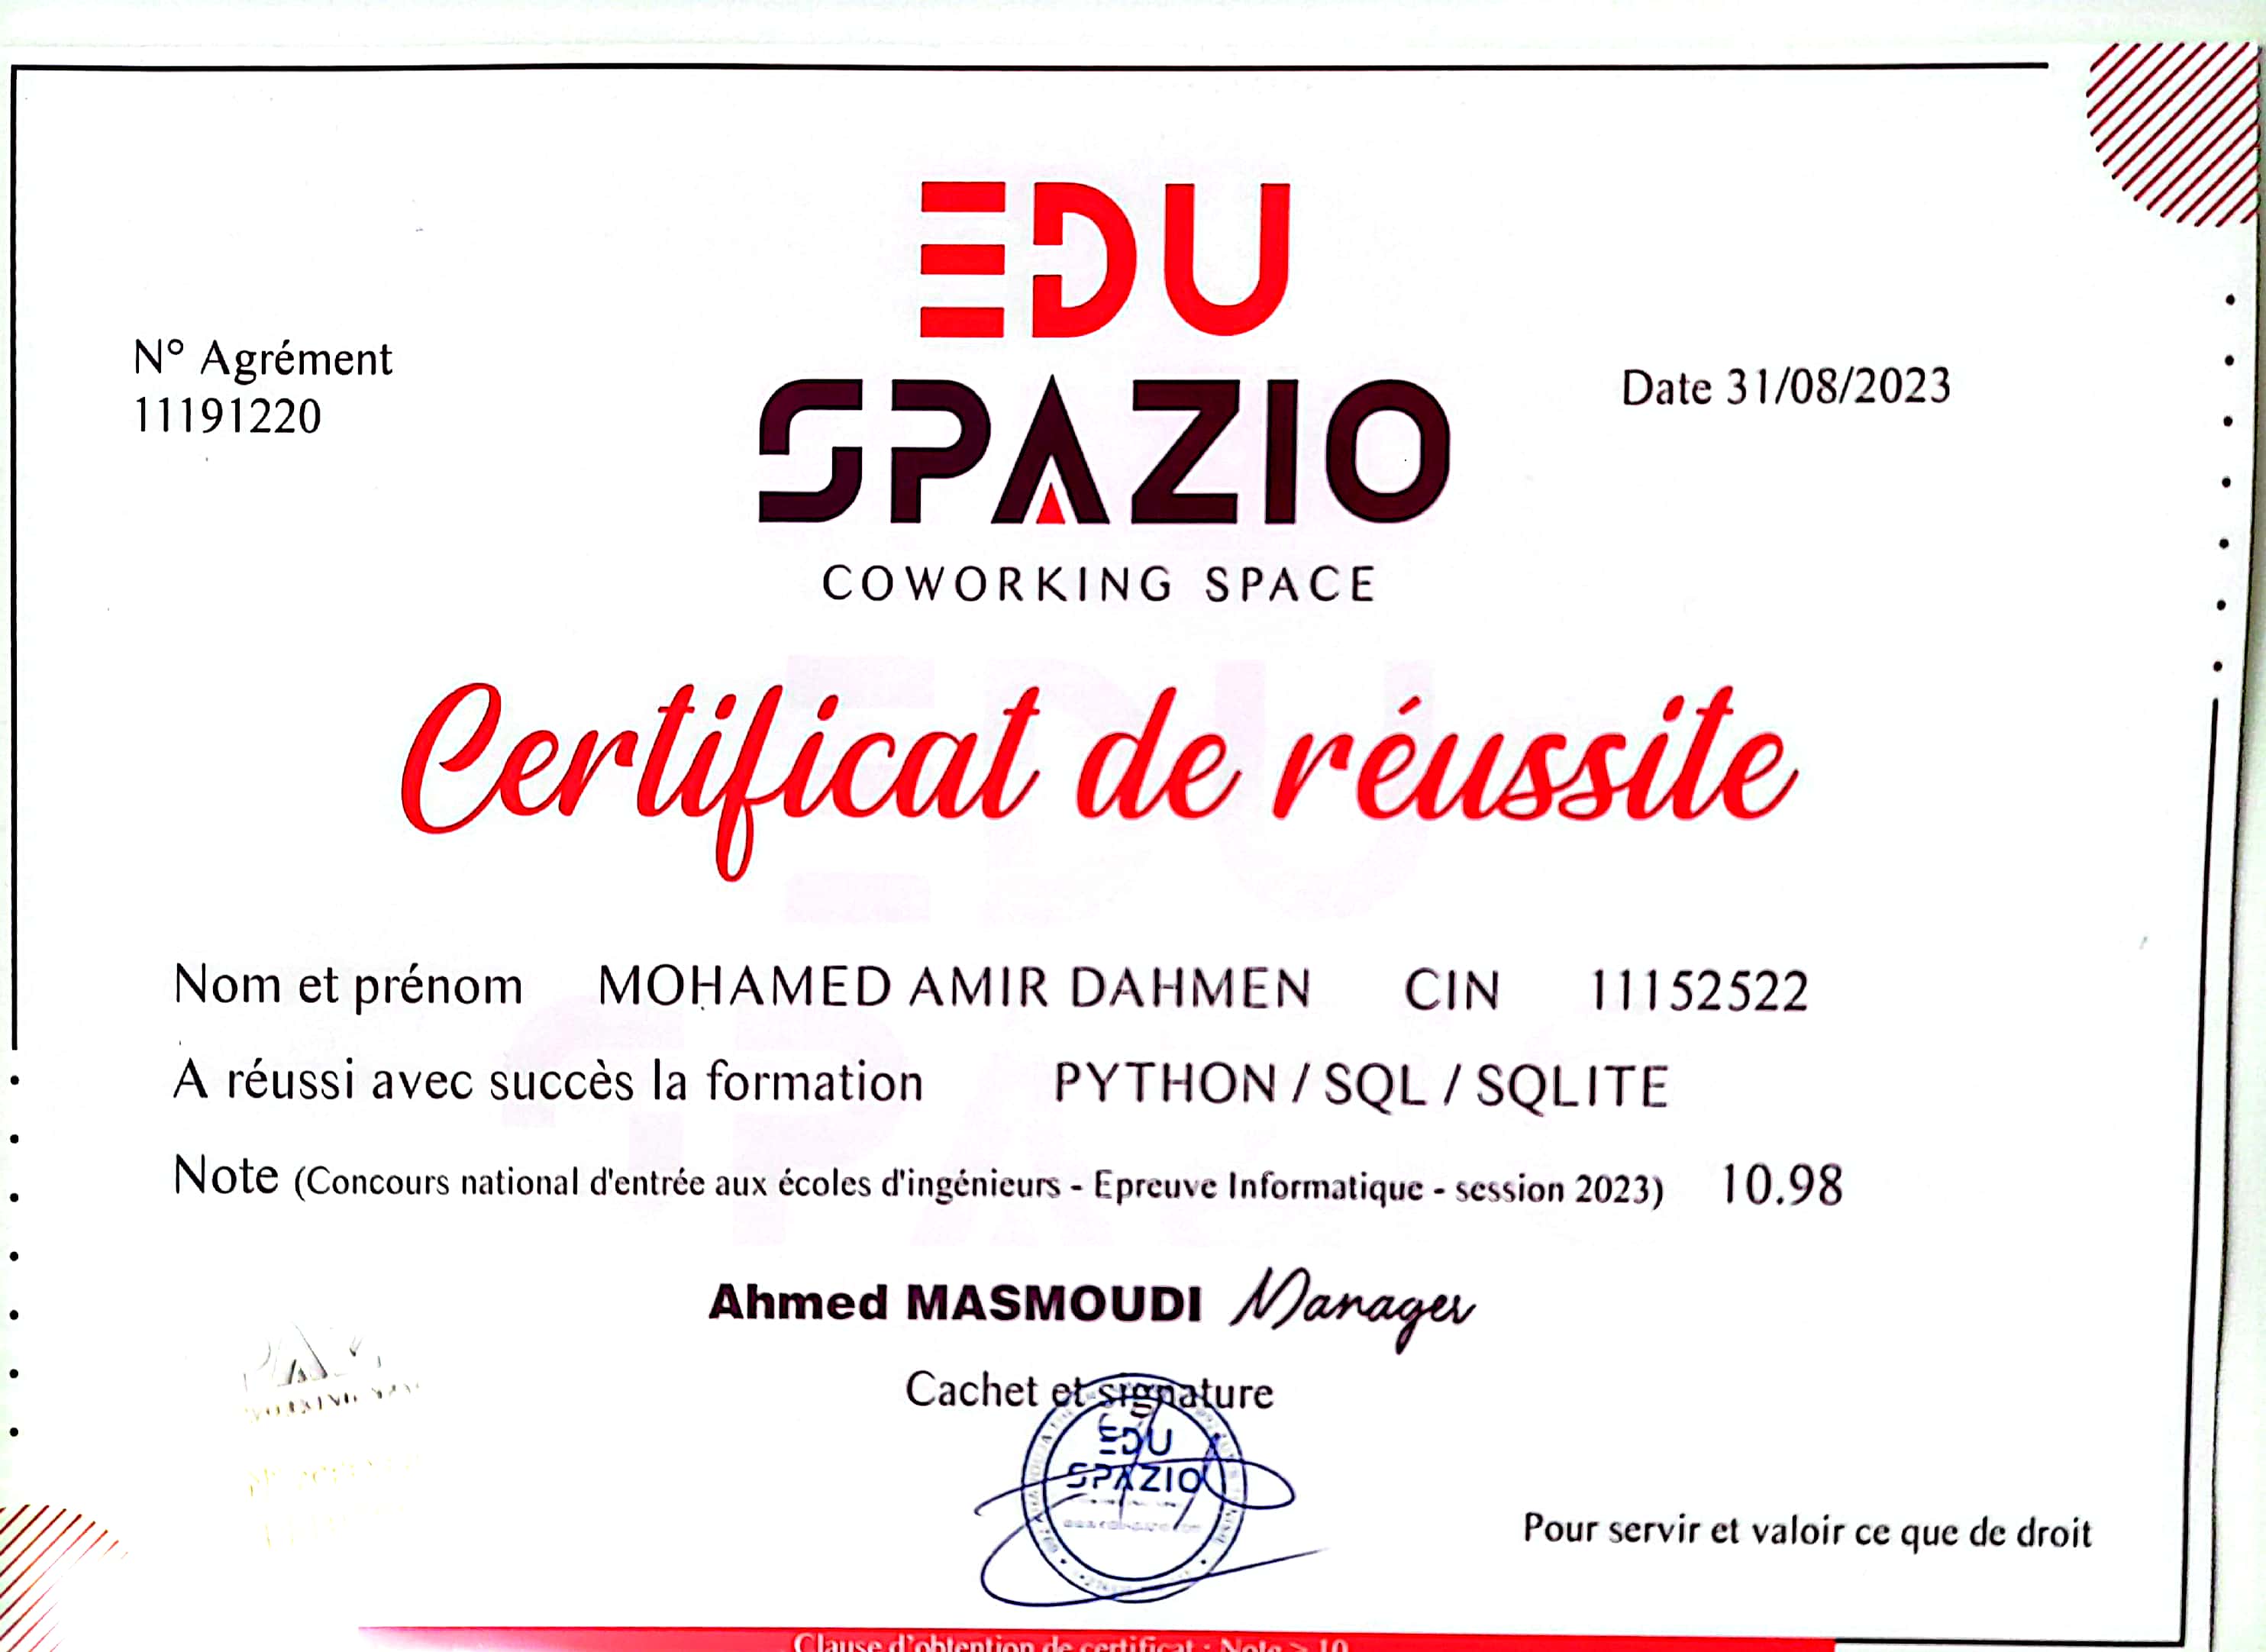 EDU
SPAZIO
COWORKING SPACE
N° Agrément
11191220
Date 31/08/2023
Certificat de réussite
Nom et prénom MOHAMED AMIR DAHMEN CIN 11152522
A réussi avec succès la formation PYTHON / SQL / SQLITE
Note (Concours national d'entrée aux écoles d'ingénieurs - Epreuve Informatique - session 2023) 10.98
Ahmed MASMOUDI Manager
Cachet et signature
EDU
SPAZIO
Pour servir et valoir ce que de droit
Clause d'obtention de certificat : Note > 10